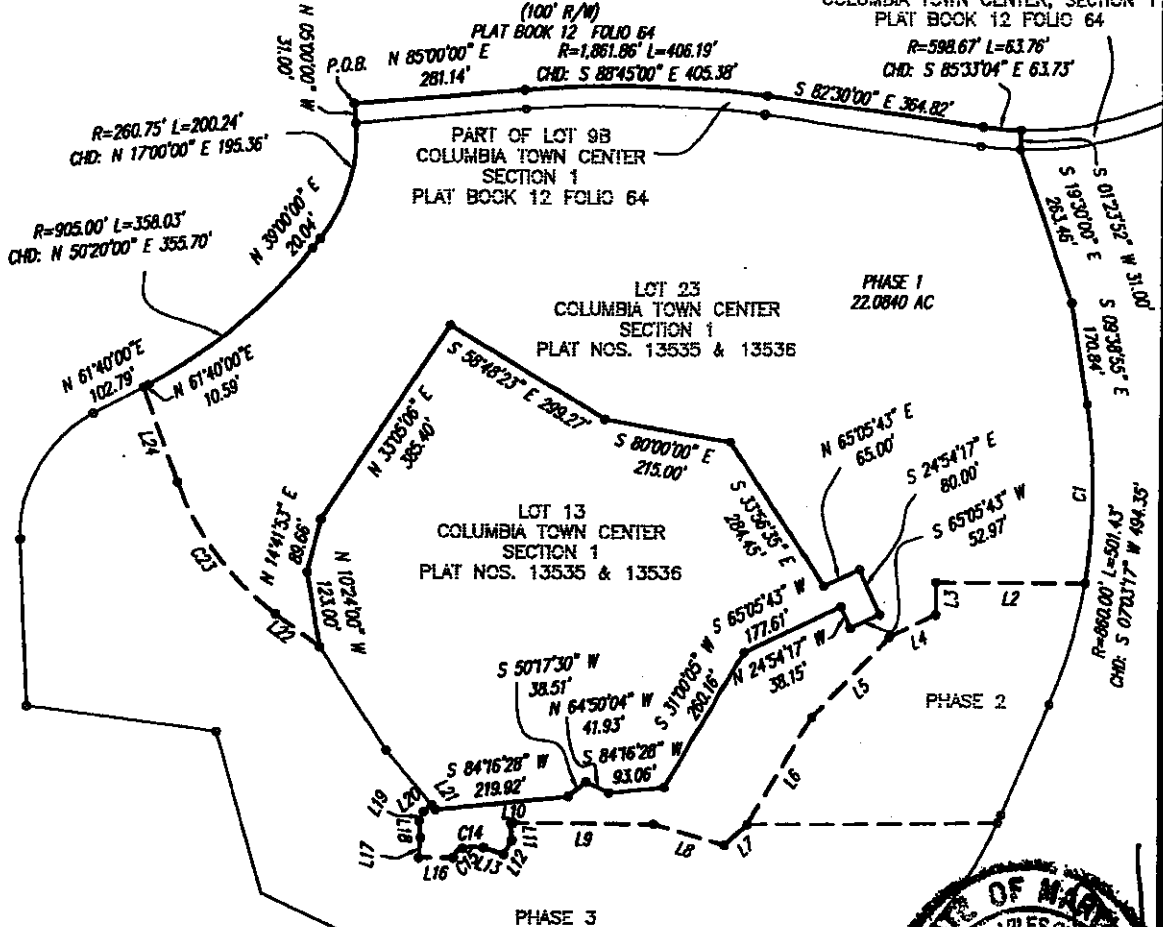 (100' R/W)
PLAT BOOK 12 FOLIO 64
COLUMBIA TOWN CENTER, SECTION 1
PLAT BOOK 12 FOLIO 64
N 05°00'00" W
31.00'
P.O.B.
N 85°00'00" E
281.14'
R=1,861.86' L=406.19'
CHD: S 88°45'00" E 405.38'
R=598.67' L=63.76'
CHD: S 85°33'04" E 63.73'
S 82°30'00" E 364.82'
R=260.75' L=200.24'
CHD: N 17°00'00" E 195.36'
PART OF LOT 9B
COLUMBIA TOWN CENTER
SECTION 1
PLAT BOOK 12 FOLIO 64
S 01°23'52" W 31.00'
S 19°30'00" E
263.46'
N 39°00'00" E
20.04'
R=905.00' L=358.03'
CHD: N 50°20'00" E 355.70'
LOT 23
COLUMBIA TOWN CENTER
SECTION 1
PLAT NOS. 13535 & 13536
PHASE 1
22.0840 AC
S 09°38'55" E
170.84'
N 61°40'00" E
102.79'
N 61°40'00" E
10.59'
S 58°48'23" E 299.27'
N 33°05'06" E
385.40'
S 80°00'00" E
215.00'
N 65°05'43" E
65.00'
S 24°54'17" E
80.00'
S 65°05'43" W
52.97'
L24
C1
S 33°56'35" E
284.45'
N 14°41'53" E
89.66'
LOT 13
COLUMBIA TOWN CENTER
SECTION 1
PLAT NOS. 13535 & 13536
C23
N 10°24'00" W
123.00'
L22
R=860.00' L=501.43'
CHD: S 07°03'17" W 494.35'
L3
L2
L4
S 65°05'43" W
177.61'
N 24°54'17" W
38.15'
S 31°00'05" W
260.16'
L5
PHASE 2
S 50°17'30" W
38.51'
N 64°50'04" W
41.93'
S 84°16'28" W
93.06'
S 84°16'28" W
219.92'
L6
L19
L20
L21
L18
L17
L16
C15
C14
L13
L12
L11
L10
L9
L8
L7
PHASE 3
OF